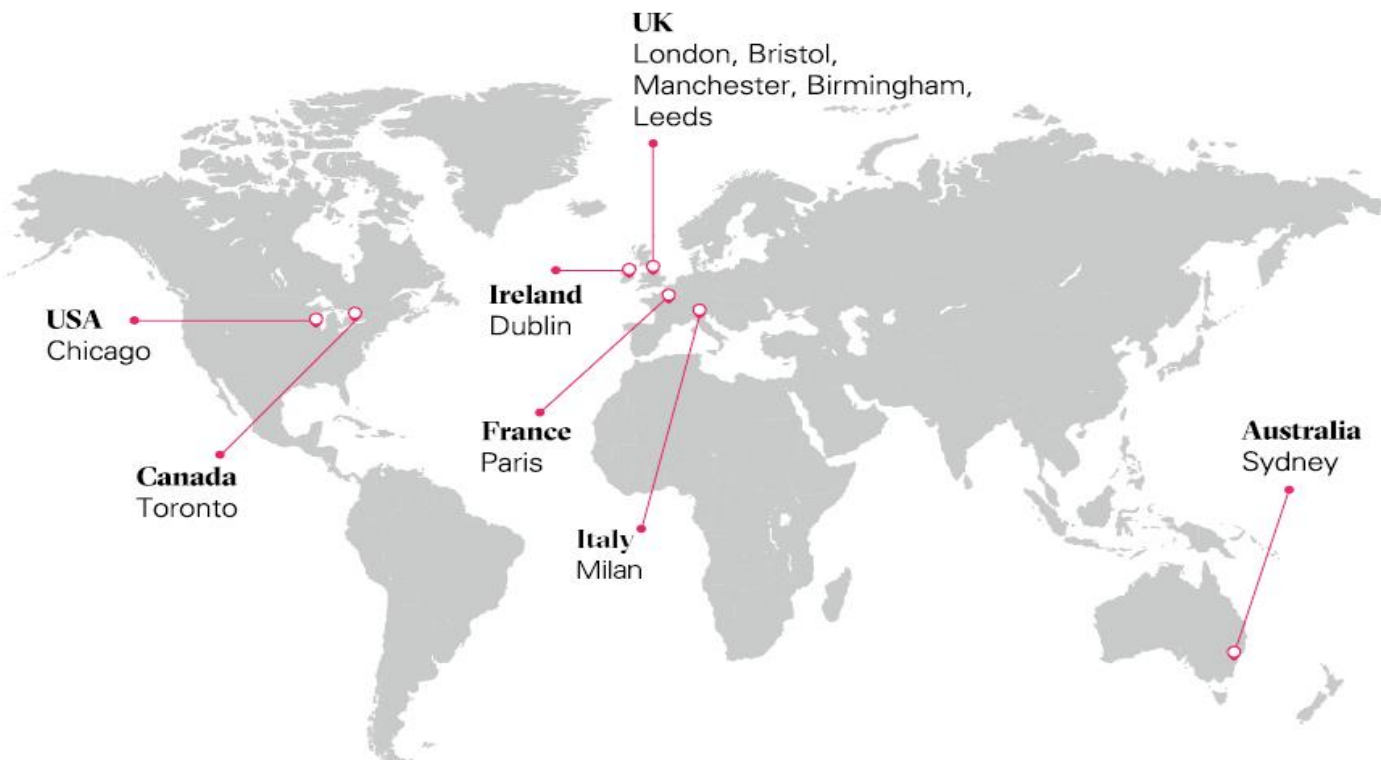 UK
London, Bristol,
Manchester, Birmingham,
Leeds
Ireland
Dublin
USA
Chicago
France
Paris
Australia
Sydney
Canada
Toronto
Italy
Milan